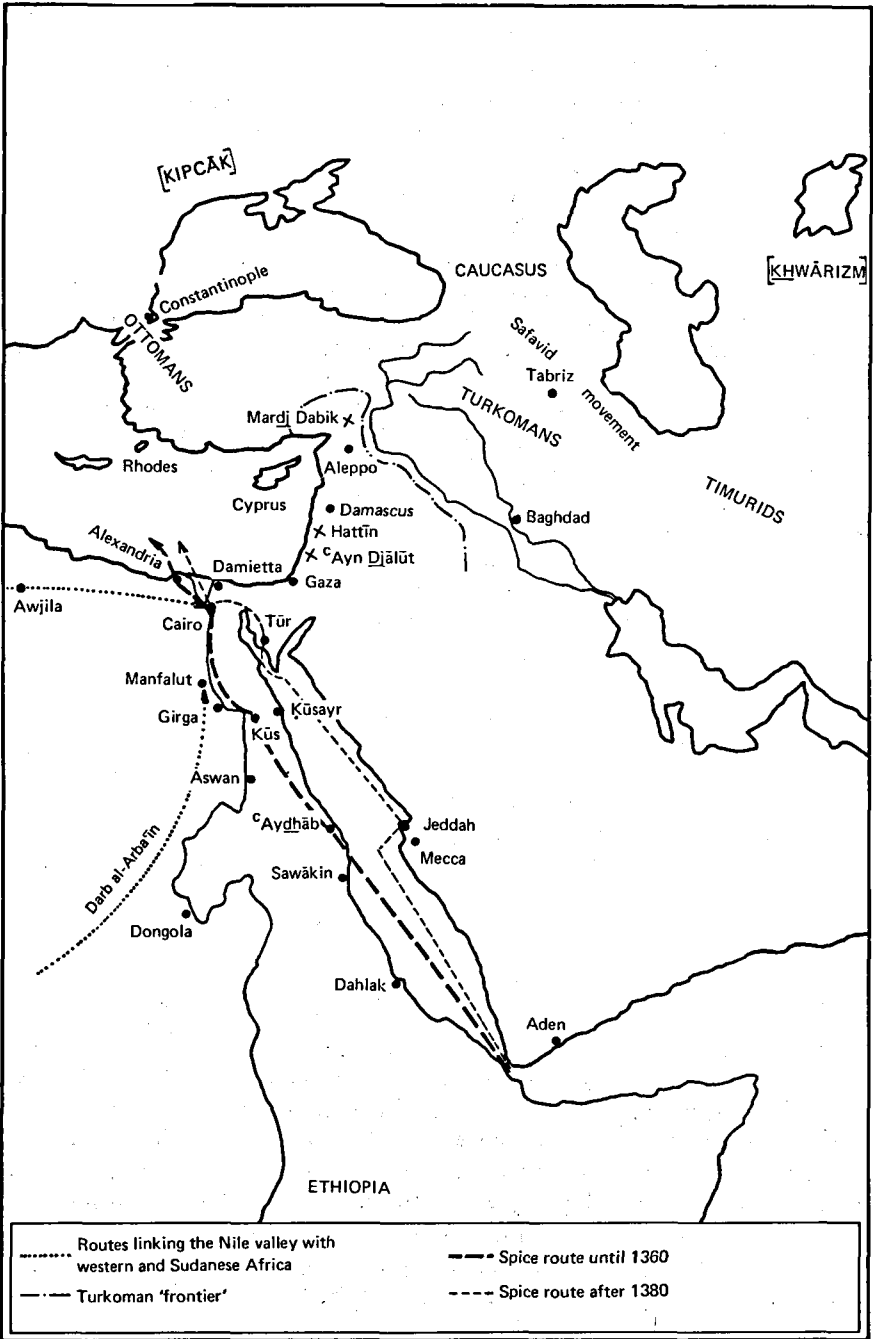 [KIPCĀK]
CAUCASUS
[KHWĀRIZM]
Constantinople
OTTOMANS
Safavid
movement
Tabriz
Mardj Dabik
TURKOMANS
Rhodes
Aleppo
TIMURIDS
Cyprus
Damascus
Baghdad
Hattīn
Alexandria
ᶜAyn Djālūt
Damietta
Gaza
Awjila
Cairo
Tūr
Manfalut
Girga
Kūsayr
Kūs
Aswan
ᶜAydhāb
Jeddah
Mecca
Darb al-Arba'īn
Sawākin
Dongola
Dahlak
Aden
ETHIOPIA
Routes linking the Nile valley with
western and Sudanese Africa
Turkoman 'frontier'
Spice route until 1360
Spice route after 1380